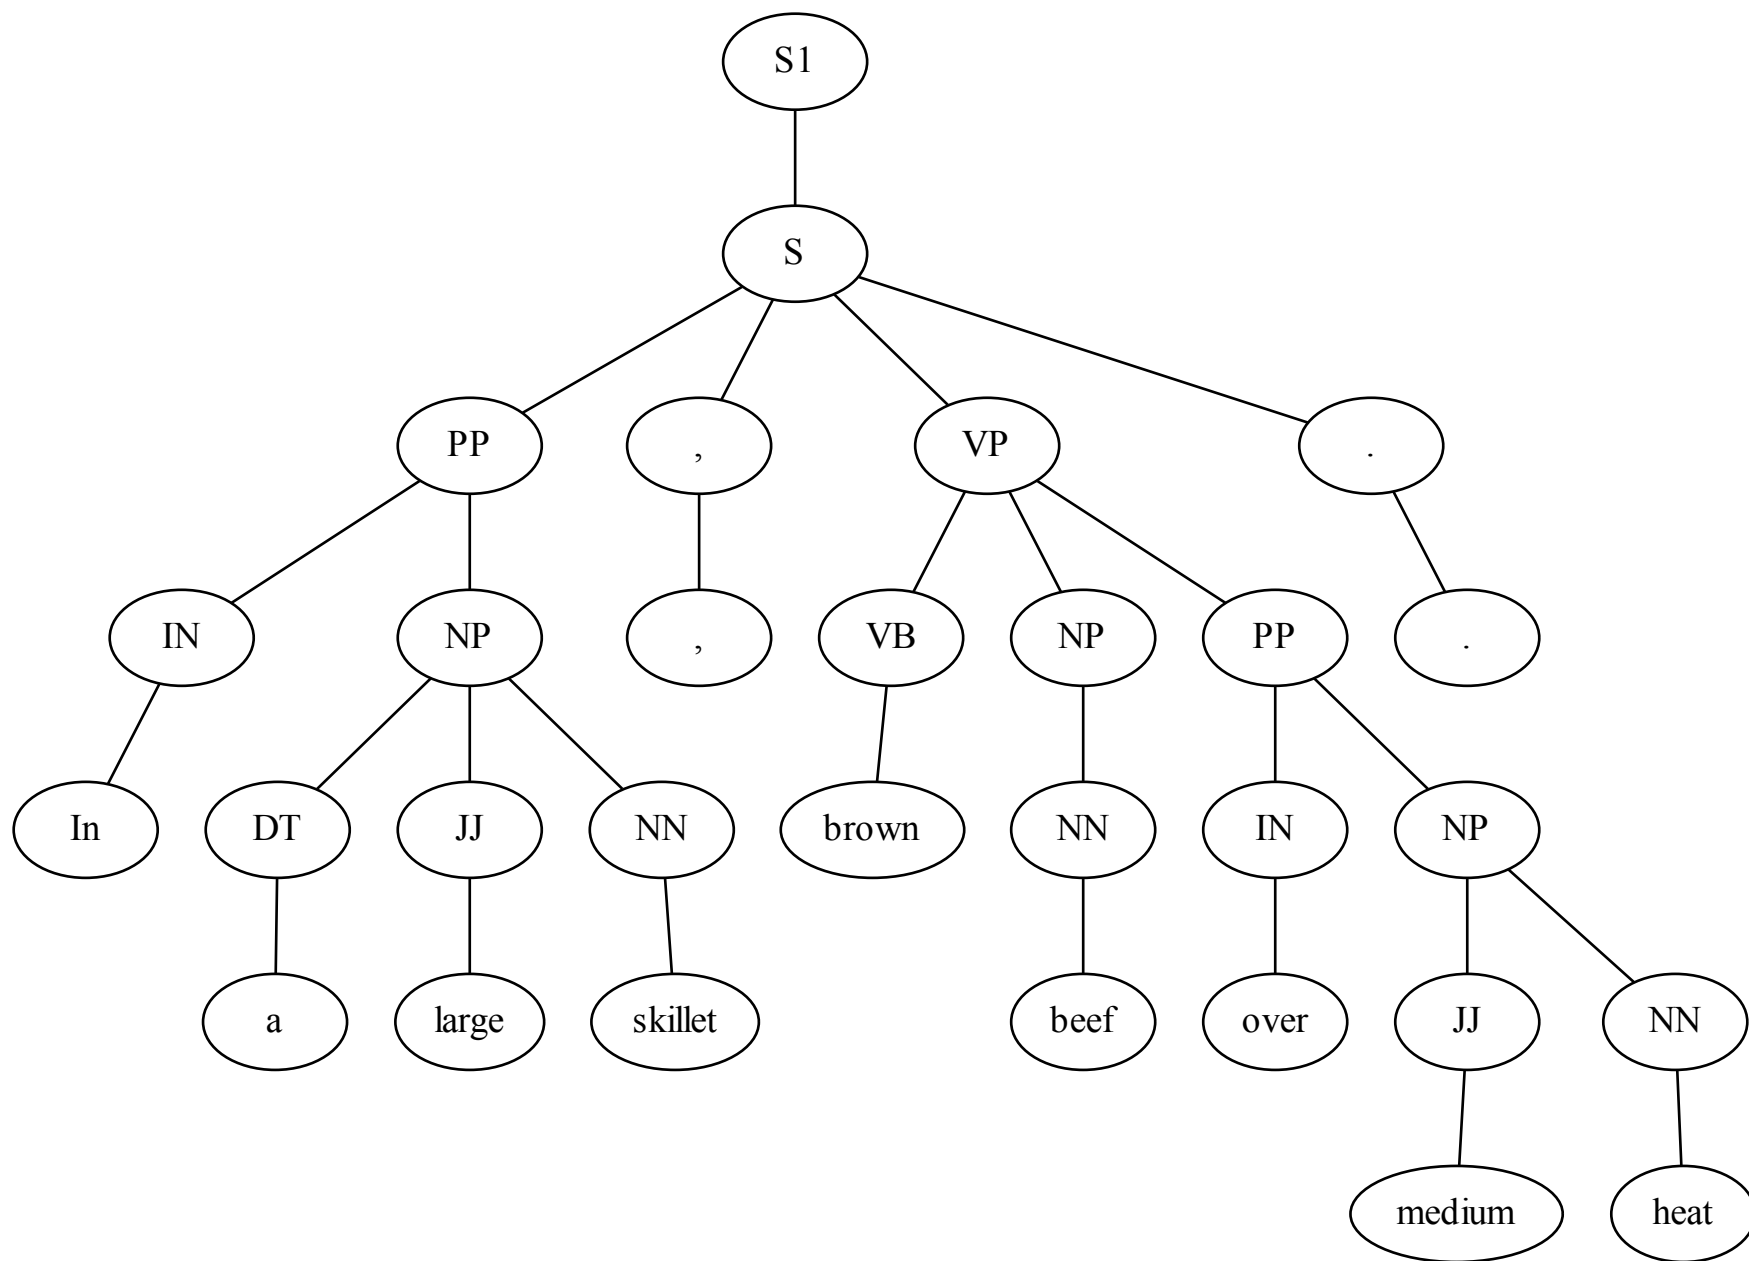 S1
S
PP , VP .
IN NP , VB NP PP .
In DT JJ NN brown NN IN NP
a large skillet beef over JJ NN
medium heat